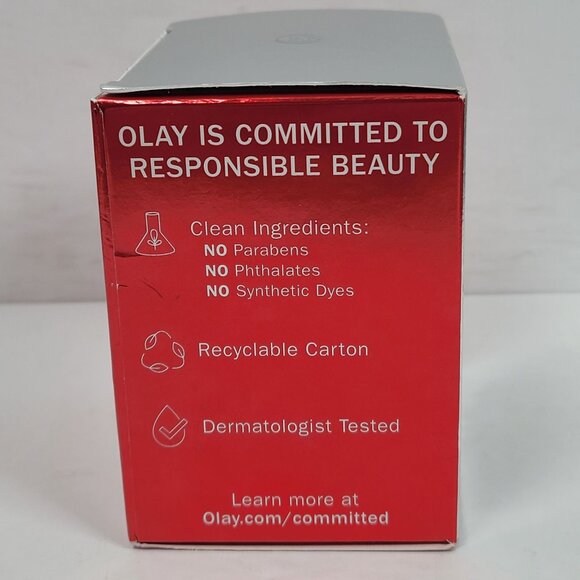 OLAY IS COMMITTED TO
RESPONSIBLE BEAUTY
Clean Ingredients:
NO Parabens
NO Phthalates
NO Synthetic Dyes
Recyclable Carton
Dermatologist Tested
Learn more at
Olay.com/committed